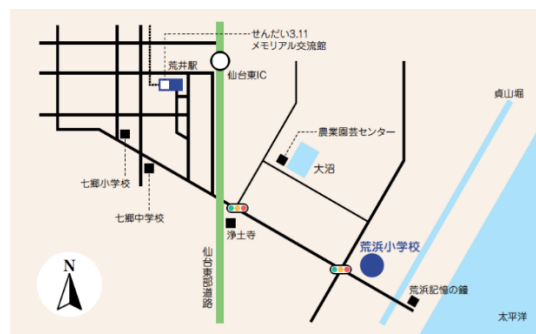 せんだい3.11
メモリアル交流館
荒井駅
仙台東IC
貞山堀
農業園芸センター
大沼
七郷小学校
七郷中学校
浄土寺
荒浜小学校
仙台東部道路
N
荒浜記憶の鐘
太平洋